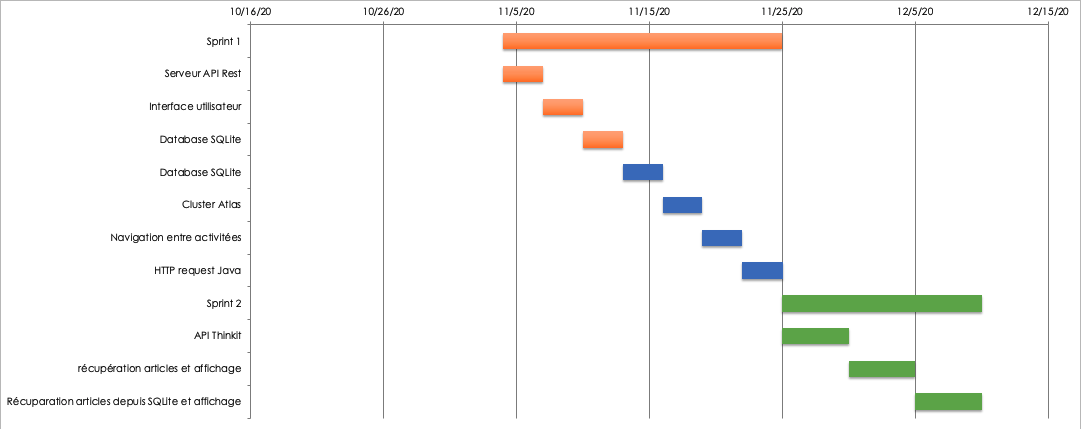 10/16/20 10/26/20 11/5/20 11/15/20 11/25/20 12/5/20 12/15/20
Sprint 1
Serveur API Rest
Interface utilisateur
Database SQLite
Database SQLite
Cluster Atlas
Navigation entre activitées
HTTP request Java
Sprint 2
API Thinkit
récupération articles et affichage
Récuparation articles depuis SQLite et affichage